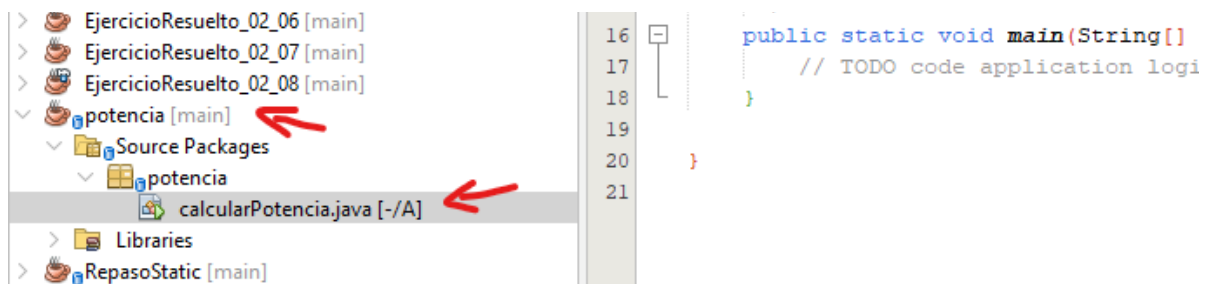 EjercicioResuelto_02_06 [main]
EjercicioResuelto_02_07 [main]
EjercicioResuelto_02_08 [main]
potencia [main]
Source Packages
potencia
calcularPotencia.java [-/A]
Libraries
RepasoStatic [main]
16 public static void main(String[]
17 // TODO code application logi
18 }
19
20 }
21